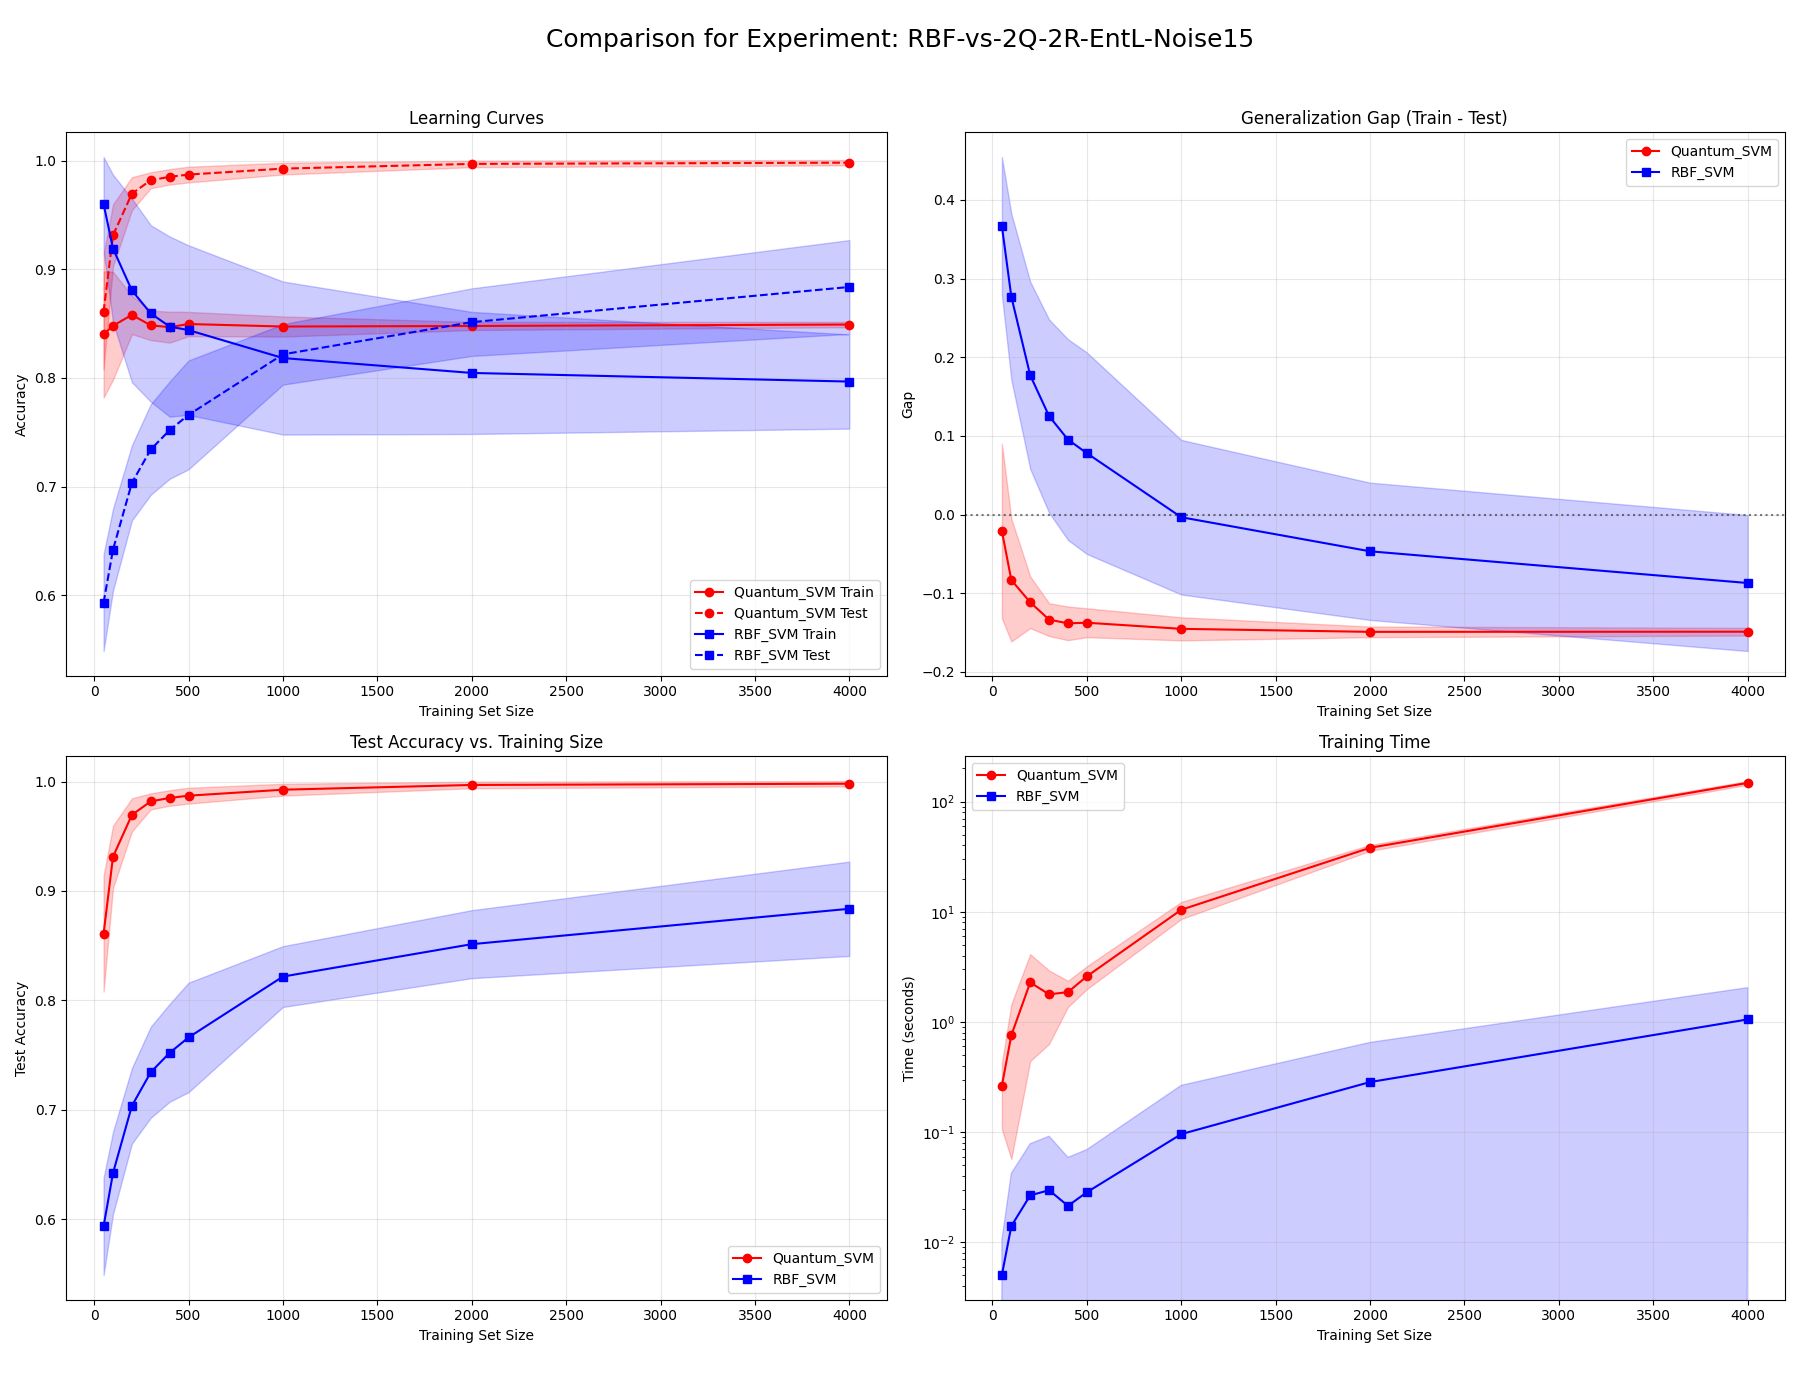 Comparison for Experiment: RBF-vs-2Q-2R-EntL-Noise15
Learning Curves
1.0
0.9
0.8
0.7
0.6
Accuracy
0
500
1000
1500
2000
2500
3000
3500
4000
Training Set Size
Quantum_SVM Train
Quantum_SVM Test
RBF_SVM Train
RBF_SVM Test
Generalization Gap (Train - Test)
0.4
0.3
0.2
0.1
0.0
−0.1
−0.2
Gap
0
500
1000
1500
2000
2500
3000
3500
4000
Training Set Size
Quantum_SVM
RBF_SVM
Test Accuracy vs. Training Size
1.0
0.9
0.8
0.7
0.6
Test Accuracy
0
500
1000
1500
2000
2500
3000
3500
4000
Training Set Size
Quantum_SVM
RBF_SVM
Training Time
10²
10¹
10⁰
10⁻¹
10⁻²
Time (seconds)
0
500
1000
1500
2000
2500
3000
3500
4000
Training Set Size
Quantum_SVM
RBF_SVM